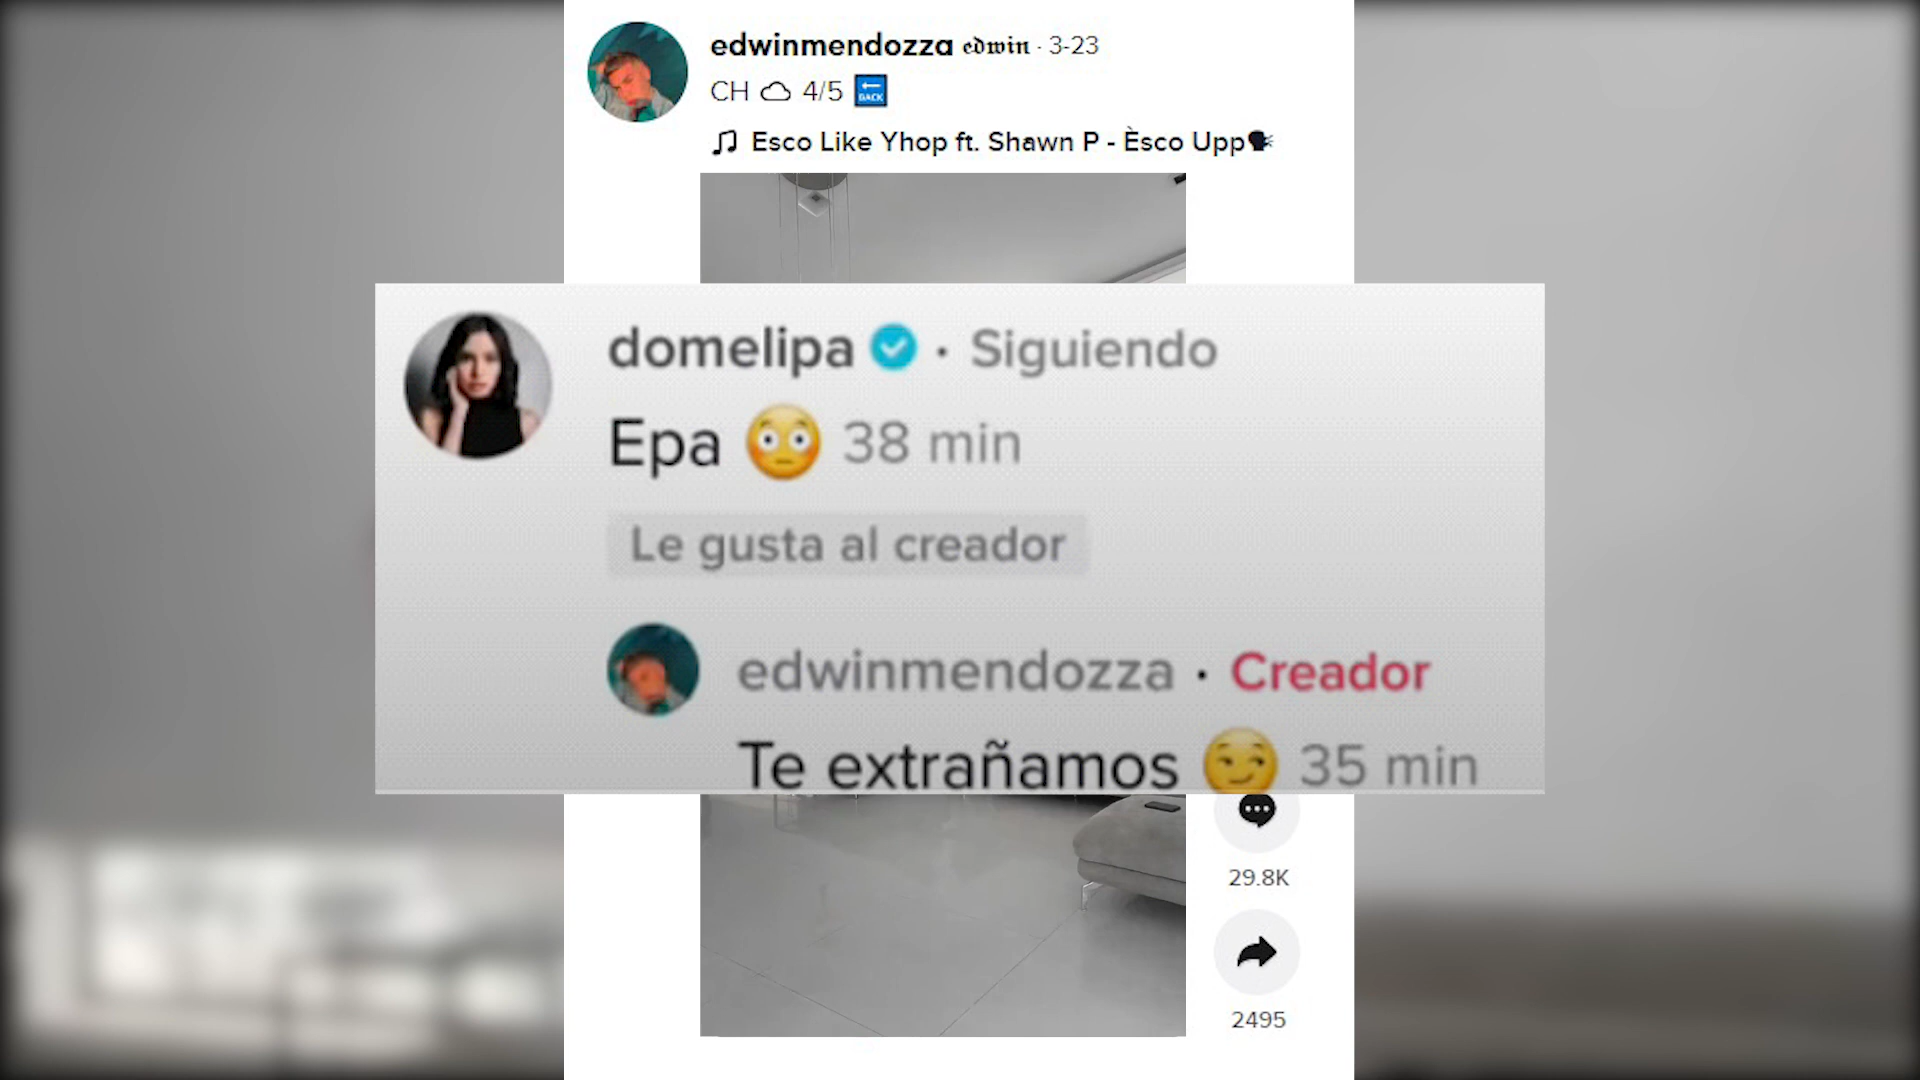 edwinmendozza 𝖊𝖉𝖜𝖎𝖓 · 3-23
CH ☁ 4/5 🔙 BACK
♫ Esco Like Yhop ft. Shawn P - Èsco Upp🗣
domelipa · Siguiendo
Epa 😳 38 min
Le gusta al creador
edwinmendozza · Creador
Te extrañamos 😏 35 min
29.8K
2495